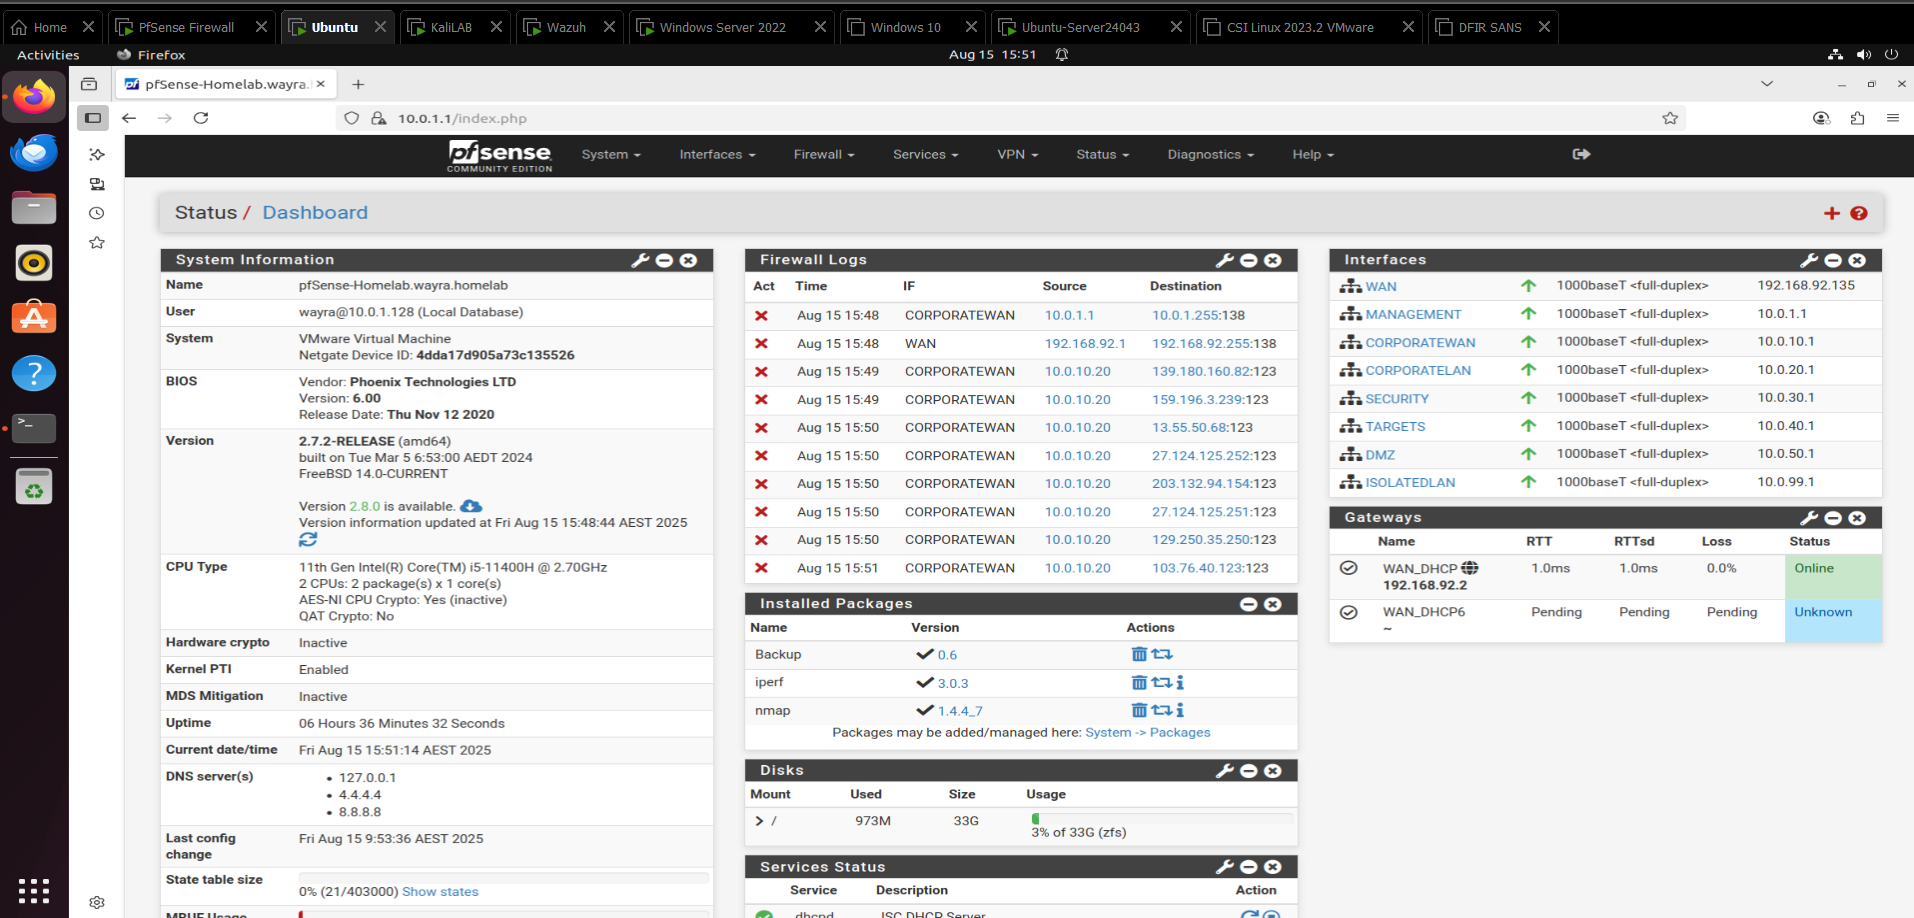 Home
PfSense Firewall
Ubuntu
KaliLAB
Wazuh
Windows Server 2022
Windows 10
Ubuntu-Server24043
CSI Linux 2023.2 VMware
DFIR SANS
Activities
Firefox
Aug 15 15:51
pfSense-Homelab.wayra.
10.0.1.1/index.php
pfsense
COMMUNITY EDITION
System
Interfaces
Firewall
Services
VPN
Status
Diagnostics
Help
Status / Dashboard
System Information
Name pfSense-Homelab.wayra.homelab
User wayra@10.0.1.128 (Local Database)
System VMware Virtual Machine
Netgate Device ID: 4dda17d905a73c135526
BIOS Vendor: Phoenix Technologies LTD
Version: 6.00
Release Date: Thu Nov 12 2020
Version 2.7.2-RELEASE (amd64)
built on Tue Mar 5 6:53:00 AEDT 2024
FreeBSD 14.0-CURRENT
Version 2.8.0 is available.
Version information updated at Fri Aug 15 15:48:44 AEST 2025
CPU Type 11th Gen Intel(R) Core(TM) i5-11400H @ 2.70GHz
2 CPUs: 2 package(s) x 1 core(s)
AES-NI CPU Crypto: Yes (inactive)
QAT Crypto: No
Hardware crypto Inactive
Kernel PTI Enabled
MDS Mitigation Inactive
Uptime 06 Hours 36 Minutes 32 Seconds
Current date/time Fri Aug 15 15:51:14 AEST 2025
DNS server(s)
127.0.0.1
4.4.4.4
8.8.8.8
Last config change Fri Aug 15 9:53:36 AEST 2025
State table size
0% (21/403000) Show states
MBUF Usage
Firewall Logs
Act Time IF Source Destination
Aug 15 15:48 CORPORATEWAN 10.0.1.1 10.0.1.255:138
Aug 15 15:48 WAN 192.168.92.1 192.168.92.255:138
Aug 15 15:49 CORPORATEWAN 10.0.10.20 139.180.160.82:123
Aug 15 15:49 CORPORATEWAN 10.0.10.20 159.196.3.239:123
Aug 15 15:50 CORPORATEWAN 10.0.10.20 13.55.50.68:123
Aug 15 15:50 CORPORATEWAN 10.0.10.20 27.124.125.252:123
Aug 15 15:50 CORPORATEWAN 10.0.10.20 203.132.94.154:123
Aug 15 15:50 CORPORATEWAN 10.0.10.20 27.124.125.251:123
Aug 15 15:50 CORPORATEWAN 10.0.10.20 129.250.35.250:123
Aug 15 15:51 CORPORATEWAN 10.0.10.20 103.76.40.123:123
Installed Packages
Name Version Actions
Backup 0.6
iperf 3.0.3
nmap 1.4.4_7
Packages may be added/managed here: System -> Packages
Disks
Mount Used Size Usage
> / 973M 33G
3% of 33G (zfs)
Services Status
Service Description Action
dhcpd ISC DHCP Server
Interfaces
WAN 1000baseT <full-duplex> 192.168.92.135
MANAGEMENT 1000baseT <full-duplex> 10.0.1.1
CORPORATEWAN 1000baseT <full-duplex> 10.0.10.1
CORPORATELAN 1000baseT <full-duplex> 10.0.20.1
SECURITY 1000baseT <full-duplex> 10.0.30.1
TARGETS 1000baseT <full-duplex> 10.0.40.1
DMZ 1000baseT <full-duplex> 10.0.50.1
ISOLATEDLAN 1000baseT <full-duplex> 10.0.99.1
Gateways
Name RTT RTTsd Loss Status
WAN_DHCP 1.0ms 1.0ms 0.0% Online
192.168.92.2
WAN_DHCP6 Pending Pending Pending Unknown
~